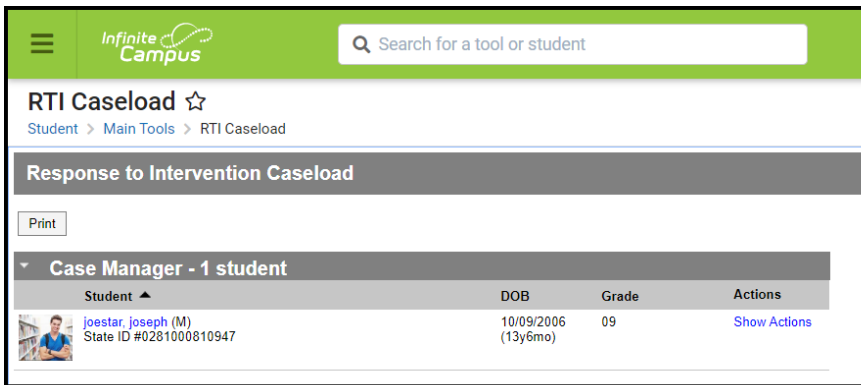 Infinite Campus
Search for a tool or student
RTI Caseload
Student > Main Tools > RTI Caseload
Response to Intervention Caseload
Print
Case Manager - 1 student
Student DOB Grade Actions
joestar, joseph (M) 10/09/2006 09 Show Actions
State ID #0281000810947 (13y6mo)